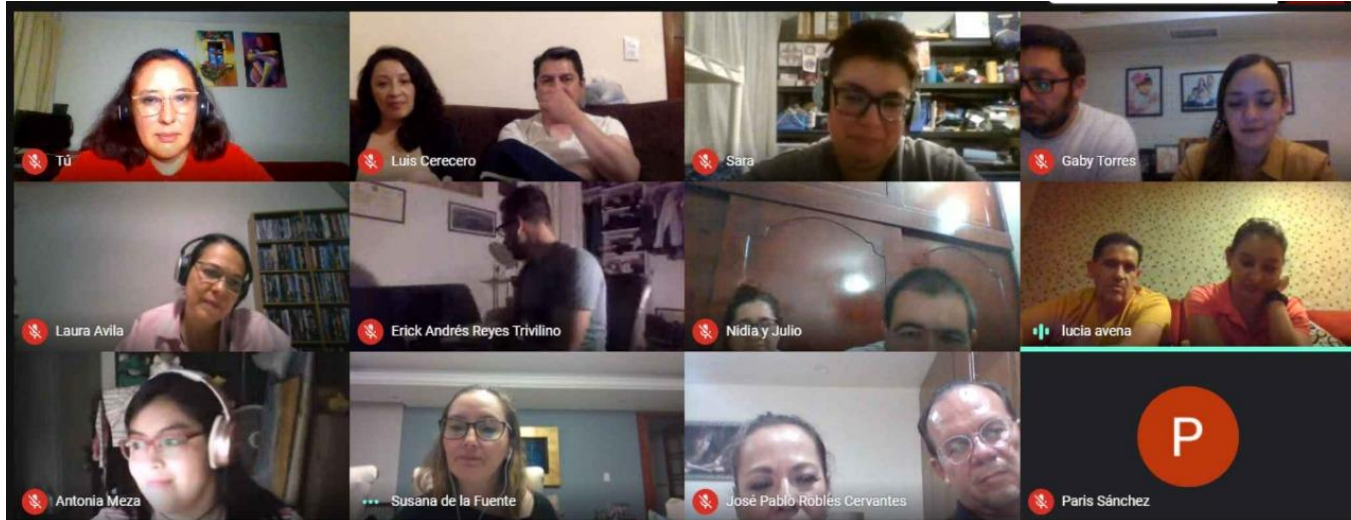 Tú
Luis Cerecero
Sara
Gaby Torres
Laura Avila
Erick Andrés Reyes Trivilino
Nidia y Julio
lucia avena
Antonia Meza
Susana de la Fuente
José Pablo Robles Cervantes
P
Paris Sánchez